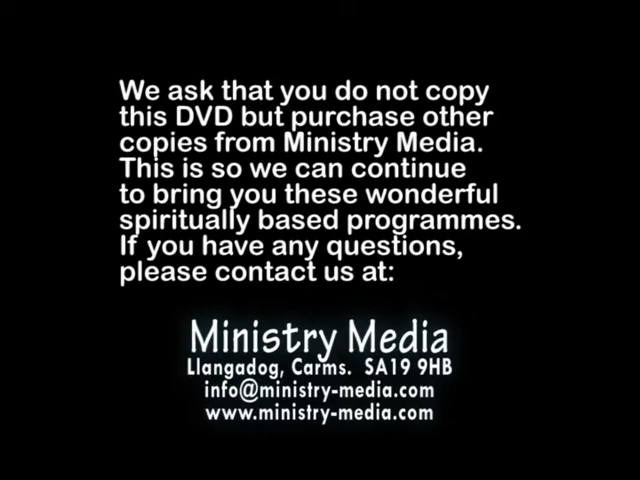 We ask that you do not copy
this DVD but purchase other
copies from Ministry Media.
This is so we can continue
to bring you these wonderful
spiritually based programmes.
If you have any questions,
please contact us at:
Ministry Media
Llangadog, Carms. SA19 9HB
info@ministry-media.com
www.ministry-media.com